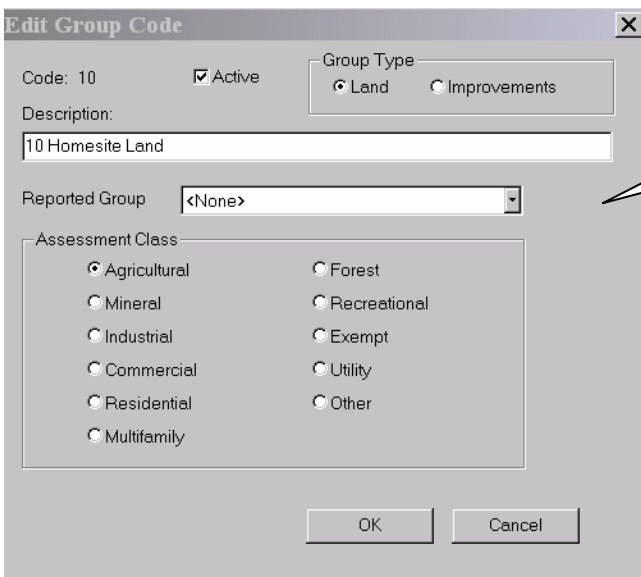 Edit Group Code
Code: 10
Active
Group Type
Land
Improvements
Description:
10 Homesite Land
Reported Group
<None>
Assessment Class
Agricultural
Forest
Mineral
Recreational
Industrial
Exempt
Commercial
Utility
Residential
Other
Multifamily
OK
Cancel